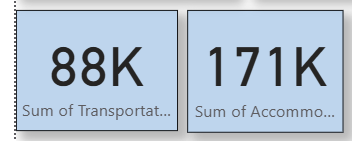 88K
Sum of Transportat...
171K
Sum of Accommo...